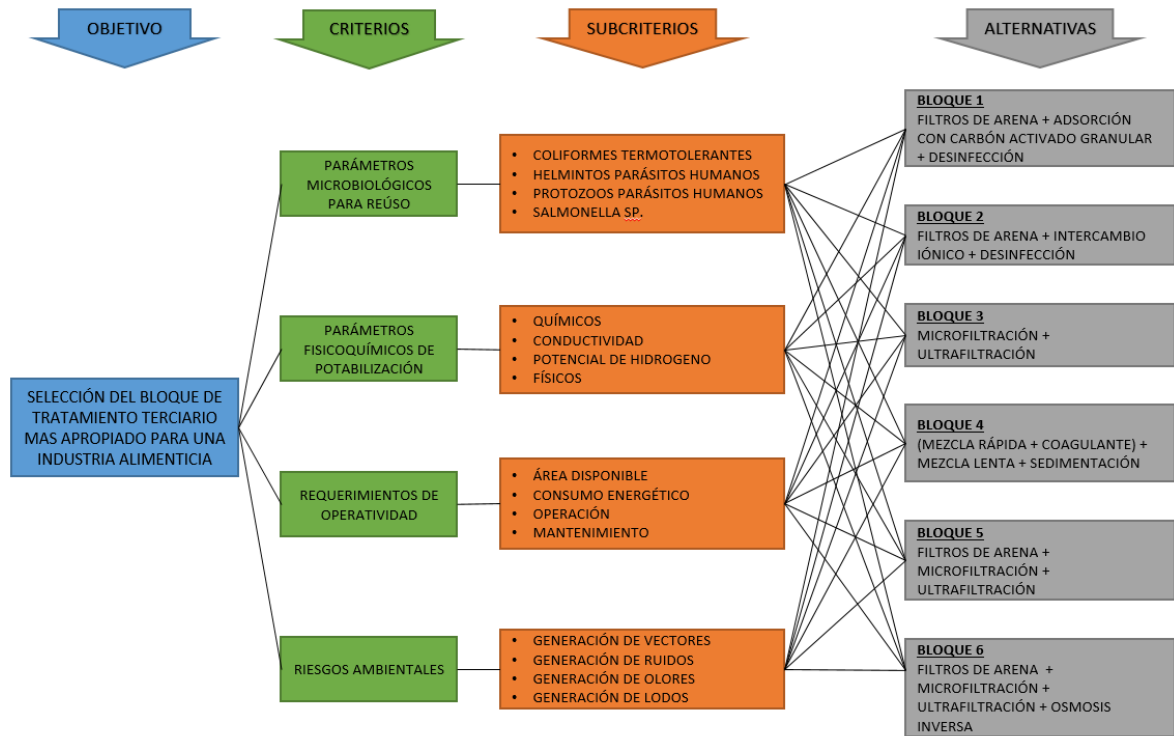 OBJETIVO
CRITERIOS
SUBCRITERIOS
ALTERNATIVAS
SELECCIÓN DEL BLOQUE DE
TRATAMIENTO TERCIARIO
MAS APROPIADO PARA UNA
INDUSTRIA ALIMENTICIA
PARÁMETROS
MICROBIOLÓGICOS
PARA REÚSO
PARÁMETROS
FISICOQUÍMICOS DE
POTABILIZACIÓN
REQUERIMIENTOS DE
OPERATIVIDAD
RIESGOS AMBIENTALES
• COLIFORMES TERMOTOLERANTES
• HELMINTOS PARÁSITOS HUMANOS
• PROTOZOOS PARÁSITOS HUMANOS
• SALMONELLA SP.
• QUÍMICOS
• CONDUCTIVIDAD
• POTENCIAL DE HIDROGENO
• FÍSICOS
• ÁREA DISPONIBLE
• CONSUMO ENERGÉTICO
• OPERACIÓN
• MANTENIMIENTO
• GENERACIÓN DE VECTORES
• GENERACIÓN DE RUIDOS
• GENERACIÓN DE OLORES
• GENERACIÓN DE LODOS
BLOQUE 1
FILTROS DE ARENA + ADSORCIÓN
CON CARBÓN ACTIVADO GRANULAR
+ DESINFECCIÓN
BLOQUE 2
FILTROS DE ARENA + INTERCAMBIO
IÓNICO + DESINFECCIÓN
BLOQUE 3
MICROFILTRACIÓN +
ULTRAFILTRACIÓN
BLOQUE 4
(MEZCLA RÁPIDA + COAGULANTE) +
MEZCLA LENTA + SEDIMENTACIÓN
BLOQUE 5
FILTROS DE ARENA +
MICROFILTRACIÓN +
ULTRAFILTRACIÓN
BLOQUE 6
FILTROS DE ARENA +
MICROFILTRACIÓN +
ULTRAFILTRACIÓN + OSMOSIS
INVERSA